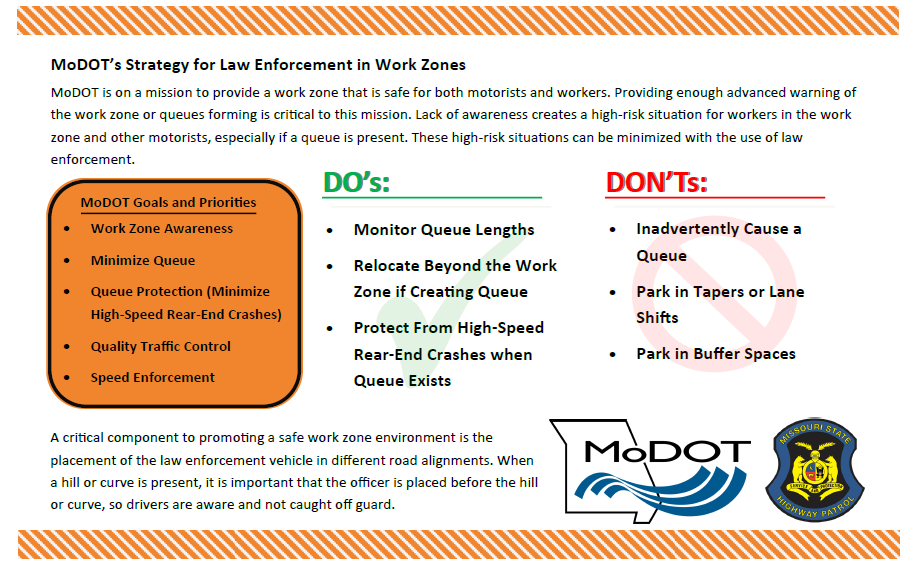 MoDOT's Strategy for Law Enforcement in Work Zones
MoDOT is on a mission to provide a work zone that is safe for both motorists and workers. Providing enough advanced warning of
the work zone or queues forming is critical to this mission. Lack of awareness creates a high-risk situation for workers in the work
zone and other motorists, especially if a queue is present. These high-risk situations can be minimized with the use of law
enforcement.
MoDOT Goals and Priorities
• Work Zone Awareness
• Minimize Queue
• Queue Protection (Minimize
High-Speed Rear-End Crashes)
• Quality Traffic Control
• Speed Enforcement
DO's:
• Monitor Queue Lengths
• Relocate Beyond the Work
Zone if Creating Queue
• Protect From High-Speed
Rear-End Crashes when
Queue Exists
DON'Ts:
• Inadvertently Cause a
Queue
• Park in Tapers or Lane
Shifts
• Park in Buffer Spaces
A critical component to promoting a safe work zone environment is the
placement of the law enforcement vehicle in different road alignments. When
a hill or curve is present, it is important that the officer is placed before the hill
or curve, so drivers are aware and not caught off guard.
MoDOT
MISSOURI STATE
HIGHWAY PATROL